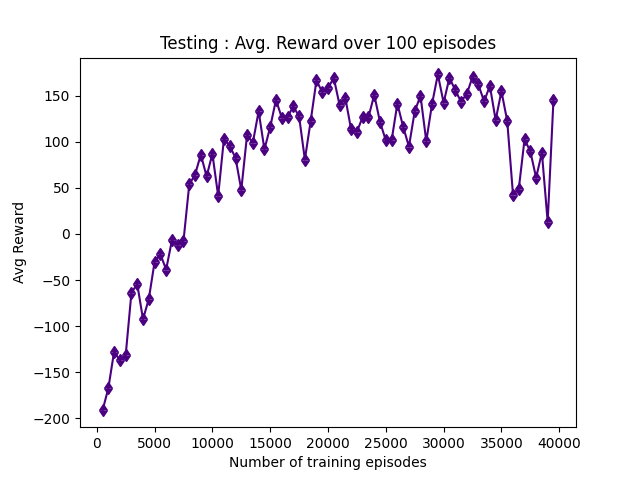 Testing : Avg. Reward over 100 episodes
150
100
50
0
−50
−100
−150
−200
Avg Reward
0 5000 10000 15000 20000 25000 30000 35000 40000
Number of training episodes